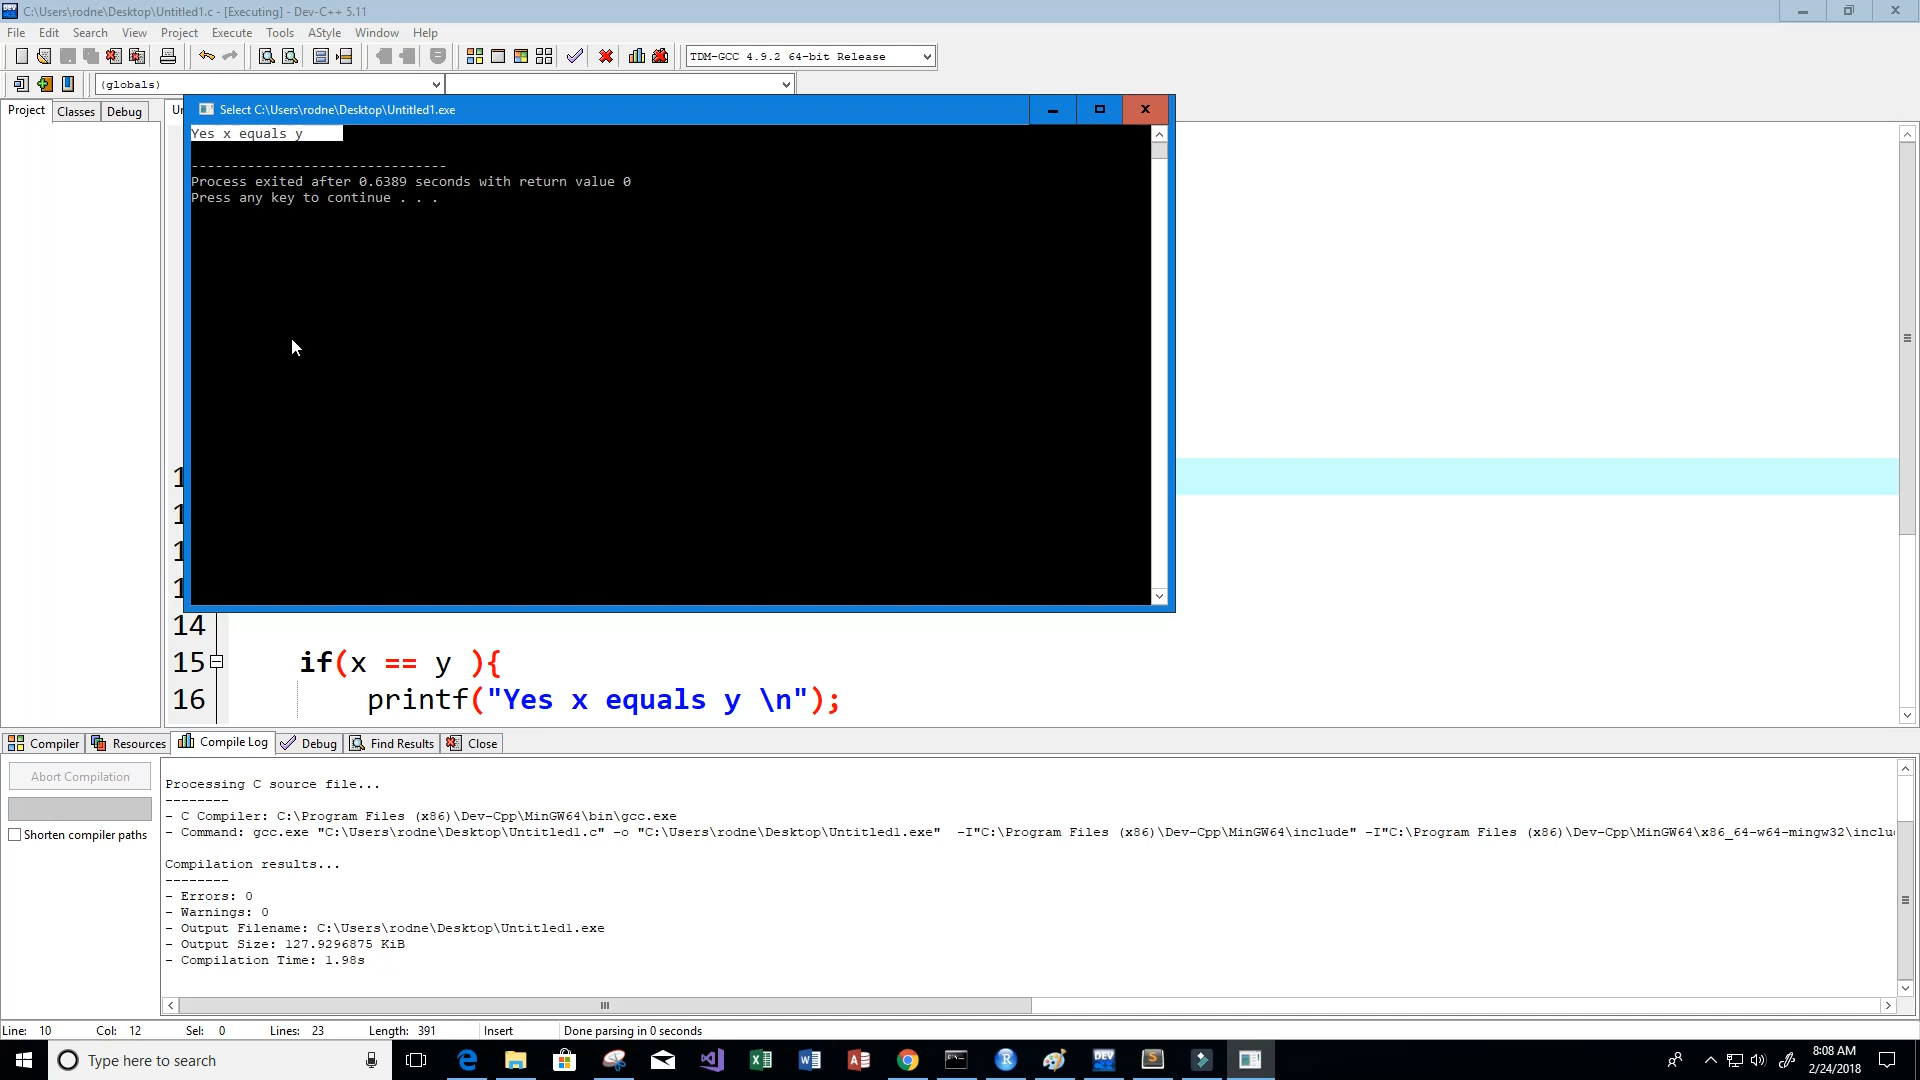 C:\Users\rodne\Desktop\Untitled1.c - [Executing] - Dev-C++ 5.11
File Edit Search View Project Execute Tools AStyle Window Help
TDM-GCC 4.9.2 64-bit Release
(globals)
Project Classes Debug
Select C:\Users\rodne\Desktop\Untitled1.exe
Yes x equals y
--------------------------------
Process exited after 0.6389 seconds with return value 0
Press any key to continue . . .
14
15 if(x == y ){
16 printf("Yes x equals y \n");
Compiler Resources Compile Log Debug Find Results Close
Abort Compilation
Shorten compiler paths
Processing C source file...
--------
- C Compiler: C:\Program Files (x86)\Dev-Cpp\MinGW64\bin\gcc.exe
- Command: gcc.exe "C:\Users\rodne\Desktop\Untitled1.c" -o "C:\Users\rodne\Desktop\Untitled1.exe" -I"C:\Program Files (x86)\Dev-Cpp\MinGW64\include" -I"C:\Program Files (x86)\Dev-Cpp\MinGW64\x86_64-w64-mingw32\inclu
Compilation results...
--------
- Errors: 0
- Warnings: 0
- Output Filename: C:\Users\rodne\Desktop\Untitled1.exe
- Output Size: 127.9296875 KiB
- Compilation Time: 1.98s
Line: 10 Col: 12 Sel: 0 Lines: 23 Length: 391 Insert Done parsing in 0 seconds
Type here to search
8:08 AM
2/24/2018